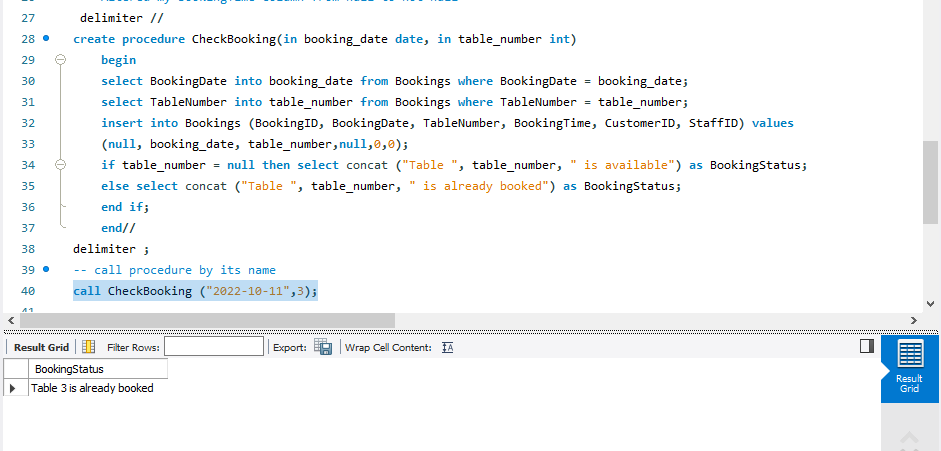 27 delimiter //
28 create procedure CheckBooking(in booking_date date, in table_number int)
29 begin
30 select BookingDate into booking_date from Bookings where BookingDate = booking_date;
31 select TableNumber into table_number from Bookings where TableNumber = table_number;
32 insert into Bookings (BookingID, BookingDate, TableNumber, BookingTime, CustomerID, StaffID) values
33 (null, booking_date, table_number,null,0,0);
34 if table_number = null then select concat ("Table ", table_number, " is available") as BookingStatus;
35 else select concat ("Table ", table_number, " is already booked") as BookingStatus;
36 end if;
37 end//
38 delimiter ;
39 -- call procedure by its name
40 call CheckBooking ("2022-10-11",3);
41
Result Grid Filter Rows: Export: Wrap Cell Content:
BookingStatus
Table 3 is already booked
Result
Grid